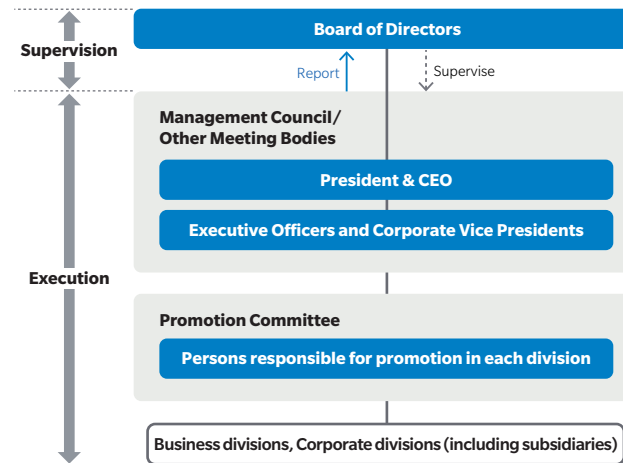 Board of Directors
Supervision
Report
Supervise
Management Council/
Other Meeting Bodies
President & CEO
Executive Officers and Corporate Vice Presidents
Execution
Promotion Committee
Persons responsible for promotion in each division
Business divisions, Corporate divisions (including subsidiaries)